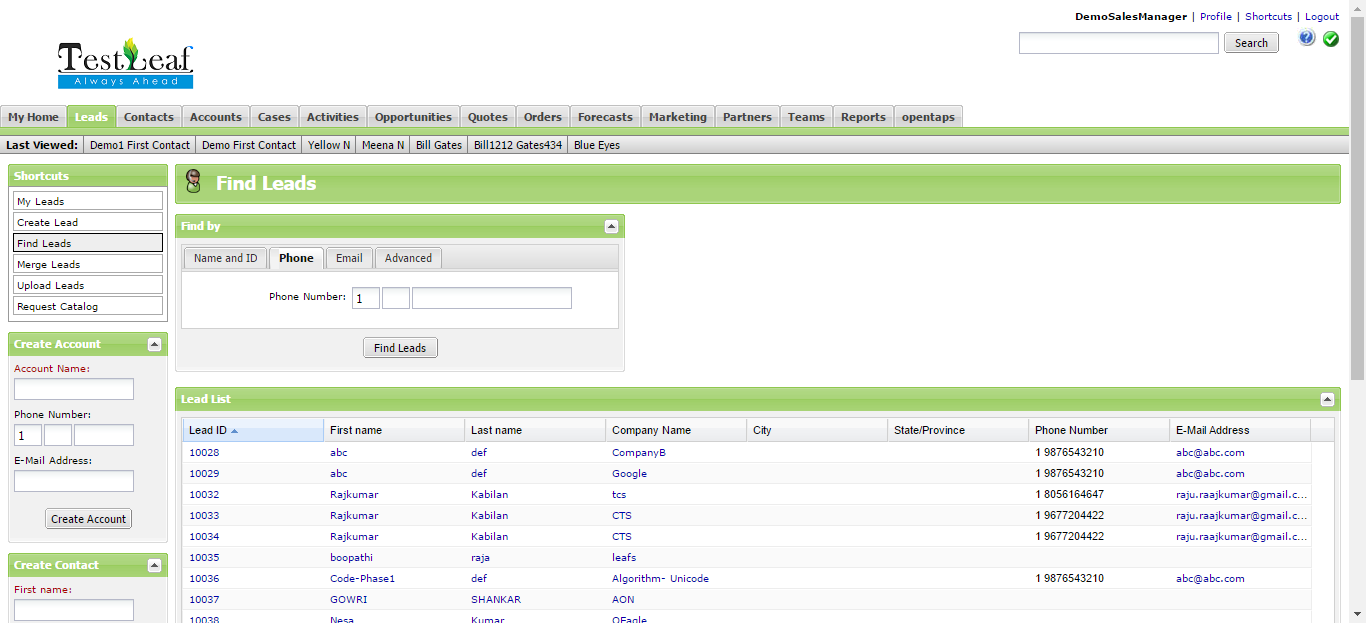 DemoSalesManager | Profile | Shortcuts | Logout
Search
TestLeaf
Always Ahead
My Home Leads Contacts Accounts Cases Activities Opportunities Quotes Orders Forecasts Marketing Partners Teams Reports opentaps
Last Viewed: Demo1 First Contact Demo First Contact Yellow N Meena N Bill Gates Bill1212 Gates434 Blue Eyes
Shortcuts
My Leads
Create Lead
Find Leads
Merge Leads
Upload Leads
Request Catalog
Create Account
Account Name:
Phone Number:
1
E-Mail Address:
Create Account
Create Contact
First name:
Find Leads
Find by
Name and ID Phone Email Advanced
Phone Number: 1
Find Leads
Lead List
Lead ID First name Last name Company Name City State/Province Phone Number E-Mail Address
10028 abc def CompanyB 1 9876543210 abc@abc.com
10029 abc def Google 1 9876543210 abc@abc.com
10032 Rajkumar Kabilan tcs 1 8056164647 raju.raajkumar@gmail.c...
10033 Rajkumar Kabilan CTS 1 9677204422 raju.raajkumar@gmail.c...
10034 Rajkumar Kabilan CTS 1 9677204422 raju.raajkumar@gmail.c...
10035 boopathi raja leafs
10036 Code-Phase1 def Algorithm- Unicode 1 9876543210 abc@abc.com
10037 GOWRI SHANKAR AON
10038 Nesa Kumar